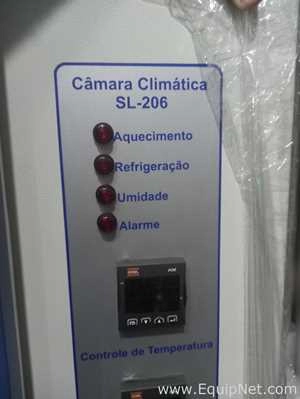 Câmara Climática
SL-206
Aquecimento
Refrigeração
Umidade
Alarme
Controle de Temperatura
www.EquipNet.com